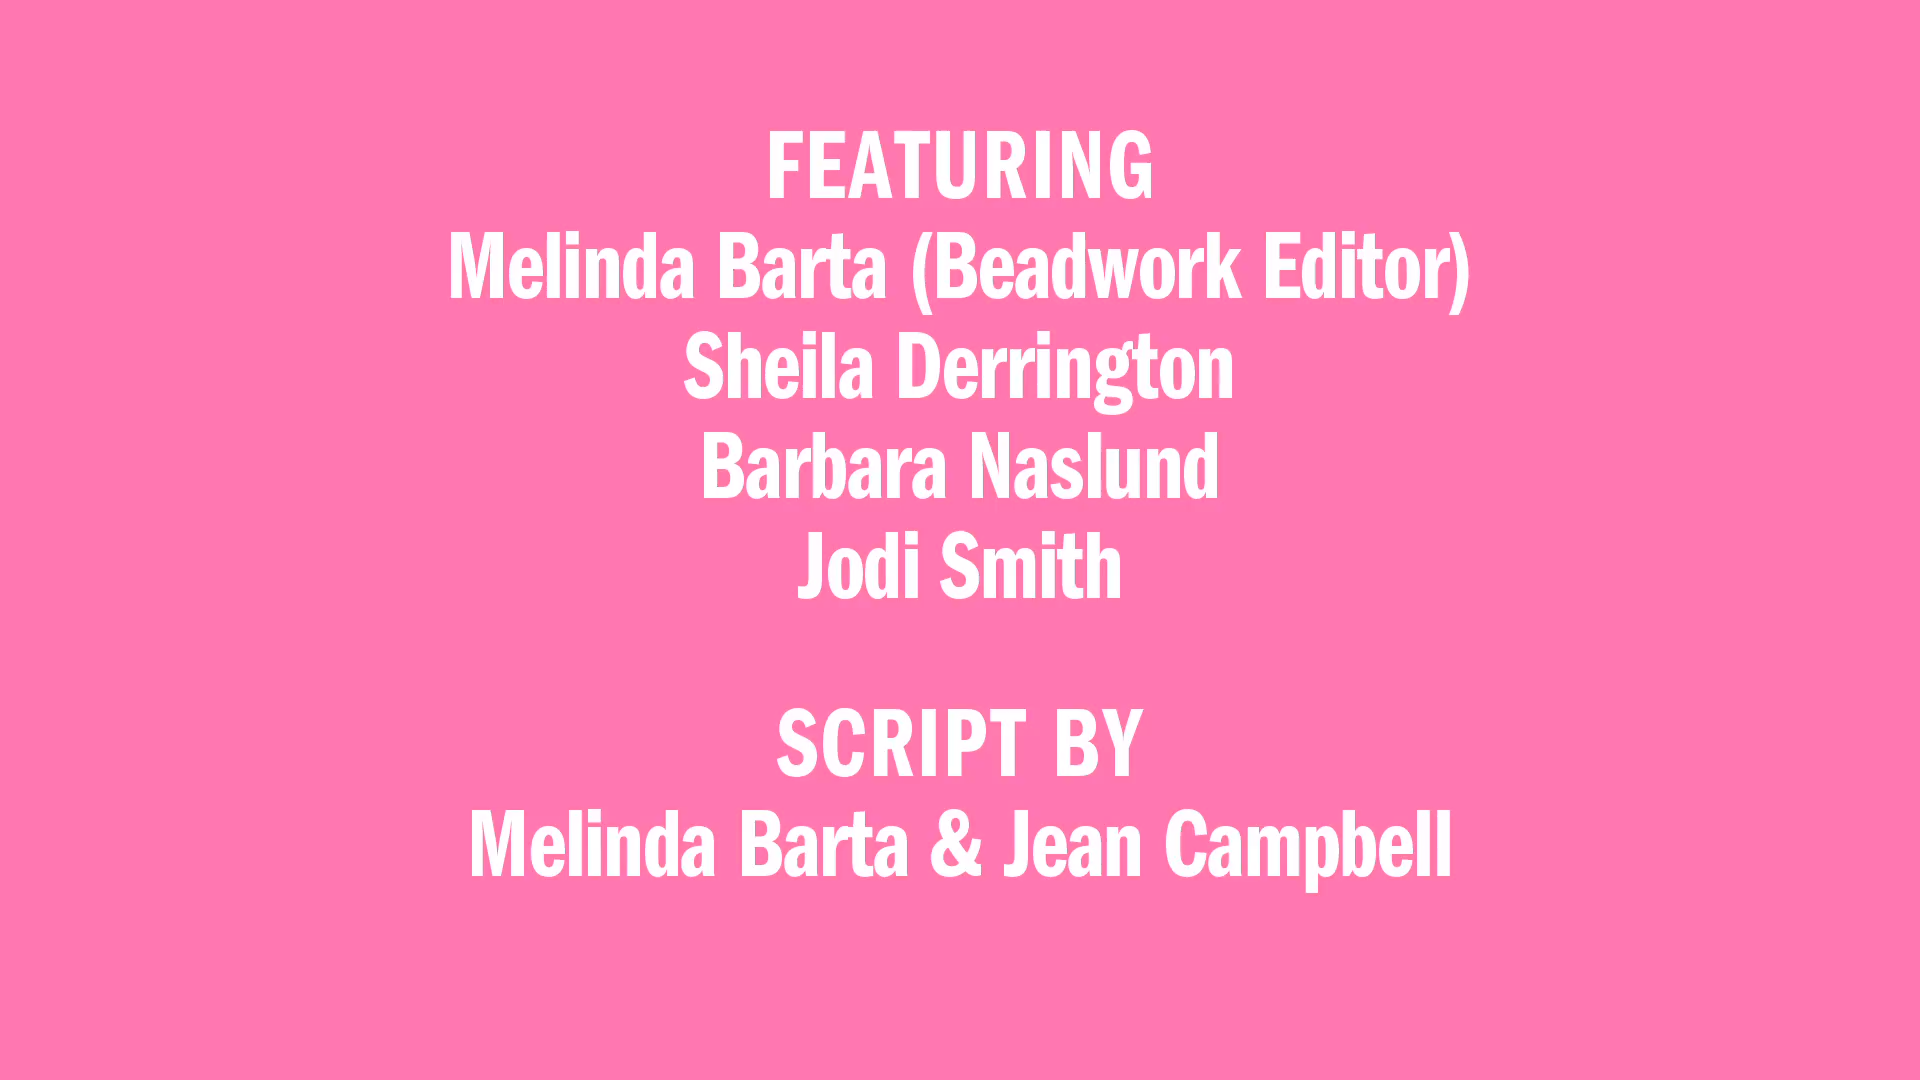 FEATURING
Melinda Barta (Beadwork Editor)
Sheila Derrington
Barbara Naslund
Jodi Smith
SCRIPT BY
Melinda Barta & Jean Campbell